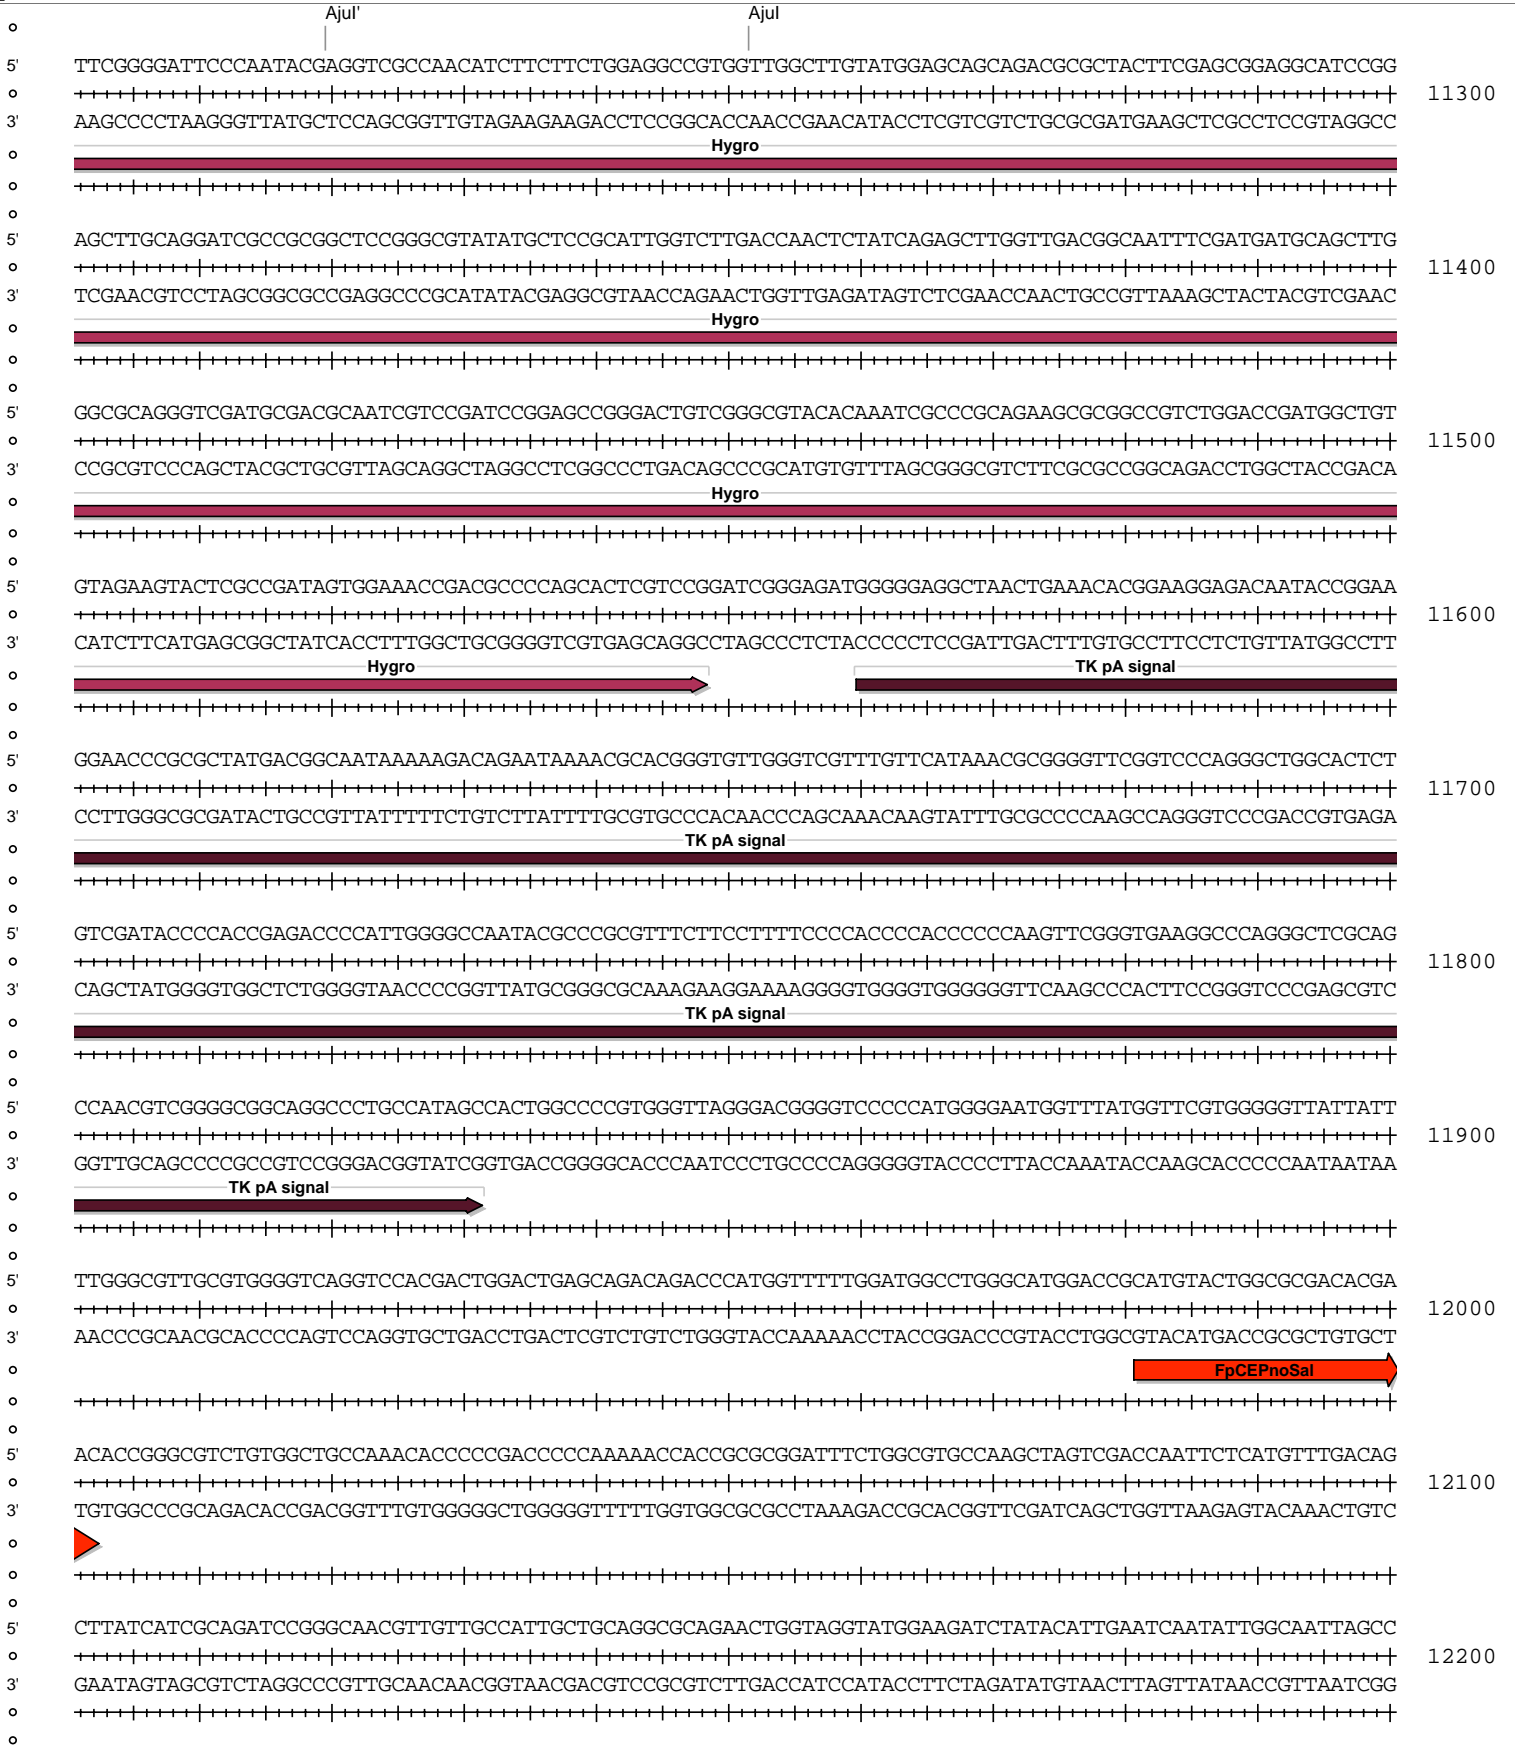 AjuI' AjuI
5' TTCGGGGATTCCCAATACGAGGTCGCCAACATCTTCTTCTGGAGGCCGTGGTTGGCTTGTATGGAGCAGCAGACGCGCTACTTCGAGCGGAGGCATCCGG
11300
3' AAGCCCCTAAGGGTTATGCTCCAGCGGTTGTAGAAGAAGACCTCCGGCACCAACCGAACATACCTCGTCGTCTGCGCGATGAAGCTCGCCTCCGTAGGCC
Hygro
5' AGCTTGCAGGATCGCCGCGGCTCCGGGCGTATATGCTCCGCATTGGTCTTGACCAACTCTATCAGAGCTTGGTTGACGGCAATTTCGATGATGCAGCTTG
11400
3' TCGAACGTCCTAGCGGCGCCGAGGCCCGCATATACGAGGCGTAACCAGAACTGGTTGAGATAGTCTCGAACCAACTGCCGTTAAAGCTACTACGTCGAAC
Hygro
5' GGCGCAGGGTCGATGCGACGCAATCGTCCGATCCGGAGCCGGGACTGTCGGGCGTACACAAATCGCCCGCAGAAGCGCGGCCGTCTGGACCGATGGCTGT
11500
3' CCGCGTCCCAGCTACGCTGCGTTAGCAGGCTAGGCCTCGGCCCTGACAGCCCGCATGTGTTTAGCGGGCGTCTTCGCGCCGGCAGACCTGGCTACCGACA
Hygro
5' GTAGAAGTACTCGCCGATAGTGGAAACCGACGCCCCAGCACTCGTCCGGATCGGGAGATGGGGGAGGCTAACTGAAACACGGAAGGAGACAATACCGGAA
11600
3' CATCTTCATGAGCGGCTATCACCTTTGGCTGCGGGGTCGTGAGCAGGCCTAGCCCTCTACCCCCTCCGATTGACTTTGTGCCTTCCTCTGTTATGGCCTT
Hygro TK pA signal
5' GGAACCCGCGCTATGACGGCAATAAAAAGACAGAATAAAACGCACGGGTGTTGGGTCGTTTGTTCATAAACGCGGGGTTCGGTCCCAGGGCTGGCACTCT
11700
3' CCTTGGGCGCGATACTGCCGTTATTTTTCTGTCTTATTTTGCGTGCCCACAACCCAGCAAACAAGTATTTGCGCCCCAAGCCAGGGTCCCGACCGTGAGA
TK pA signal
5' GTCGATACCCCACCGAGACCCCATTGGGGCCAATACGCCCGCGTTTCTTCCTTTTCCCCACCCCACCCCCCAAGTTCGGGTGAAGGCCCAGGGCTCGCAG
11800
3' CAGCTATGGGGTGGCTCTGGGGTAACCCCGGTTATGCGGGCGCAAAGAAGGAAAAGGGGTGGGGTGGGGGGTTCAAGCCCACTTCCGGGTCCCGAGCGTC
TK pA signal
5' CCAACGTCGGGGCGGCAGGCCCTGCCATAGCCACTGGCCCCGTGGGTTAGGGACGGGGTCCCCCATGGGGAATGGTTTATGGTTCGTGGGGGTTATTATT
11900
3' GGTTGCAGCCCCGCCGTCCGGGACGGTATCGGTGACCGGGGCACCCAATCCCTGCCCCAGGGGGTACCCCTTACCAAATACCAAGCACCCCCAATAATAA
TK pA signal
5' TTGGGCGTTGCGTGGGGTCAGGTCCACGACTGGACTGAGCAGACAGACCCATGGTTTTTGGATGGCCTGGGCATGGACCGCATGTACTGGCGCGACACGA
12000
3' AACCCGCAACGCACCCCAGTCCAGGTGCTGACCTGACTCGTCTGTCTGGGTACCAAAAACCTACCGGACCCGTACCTGGCGTACATGACCGCGCTGTGCT
FpCEPnoSal
5' ACACCGGGCGTCTGTGGCTGCCAAACACCCCCGACCCCCAAAAACCACCGCGCGGATTTCTGGCGTGCCAAGCTAGTCGACCAATTCTCATGTTTGACAG
12100
3' TGTGGCCCGCAGACACCGACGGTTTGTGGGGGCTGGGGGTTTTTGGTGGCGCGCCTAAAGACCGCACGGTTCGATCAGCTGGTTAAGAGTACAAACTGTC
5' CTTATCATCGCAGATCCGGGCAACGTTGTTGCCATTGCTGCAGGCGCAGAACTGGTAGGTATGGAAGATCTATACATTGAATCAATATTGGCAATTAGCC
12200
3' GAATAGTAGCGTCTAGGCCCGTTGCAACAACGGTAACGACGTCCGCGTCTTGACCATCCATACCTTCTAGATATGTAACTTAGTTATAACCGTTAATCGG